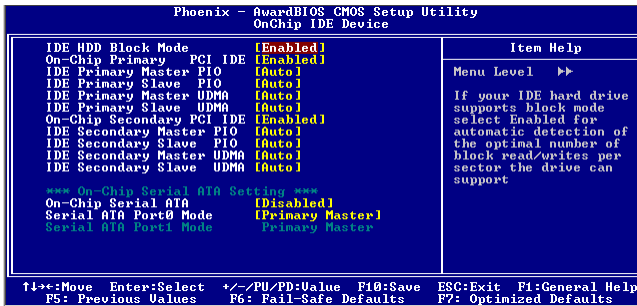 Phoenix - AwardBIOS CMOS Setup Utility
OnChip IDE Device
IDE HDD Block Mode [Enabled]
On-Chip Primary PCI IDE [Enabled]
IDE Primary Master PIO [Auto]
IDE Primary Slave PIO [Auto]
IDE Primary Master UDMA [Auto]
IDE Primary Slave UDMA [Auto]
On-Chip Secondary PCI IDE [Enabled]
IDE Secondary Master PIO [Auto]
IDE Secondary Slave PIO [Auto]
IDE Secondary Master UDMA [Auto]
IDE Secondary Slave UDMA [Auto]
*** On-Chip Serial ATA Setting ***
On-Chip Serial ATA [Disabled]
Serial ATA Port0 Mode [Primary Master]
Serial ATA Port1 Mode Primary Master
Item Help
Menu Level ▸▸
If your IDE hard drive
supports block mode
select Enabled for
automatic detection of
the optimal number of
block read/writes per
sector the drive can
support
↑↓→←:Move Enter:Select +/-/PU/PD:Value F10:Save ESC:Exit F1:General Help
F5: Previous Values F6: Fail-Safe Defaults F7: Optimized Defaults